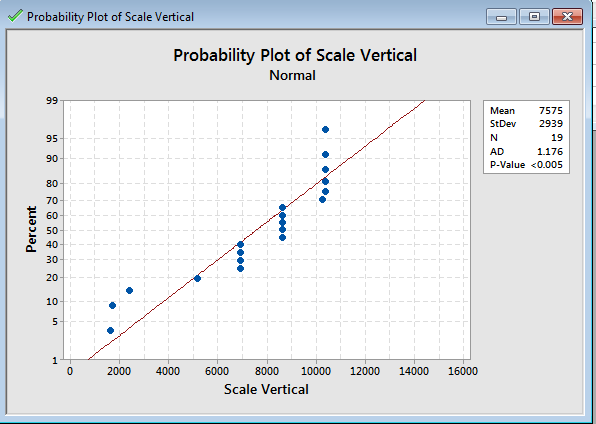 Probability Plot of Scale Vertical
Probability Plot of Scale Vertical
Normal
99
95
90
80
70
60
50
40
30
20
10
5
1
Percent
0 2000 4000 6000 8000 10000 12000 14000 16000
Scale Vertical
Mean 7575
StDev 2939
N 19
AD 1.176
P-Value <0.005